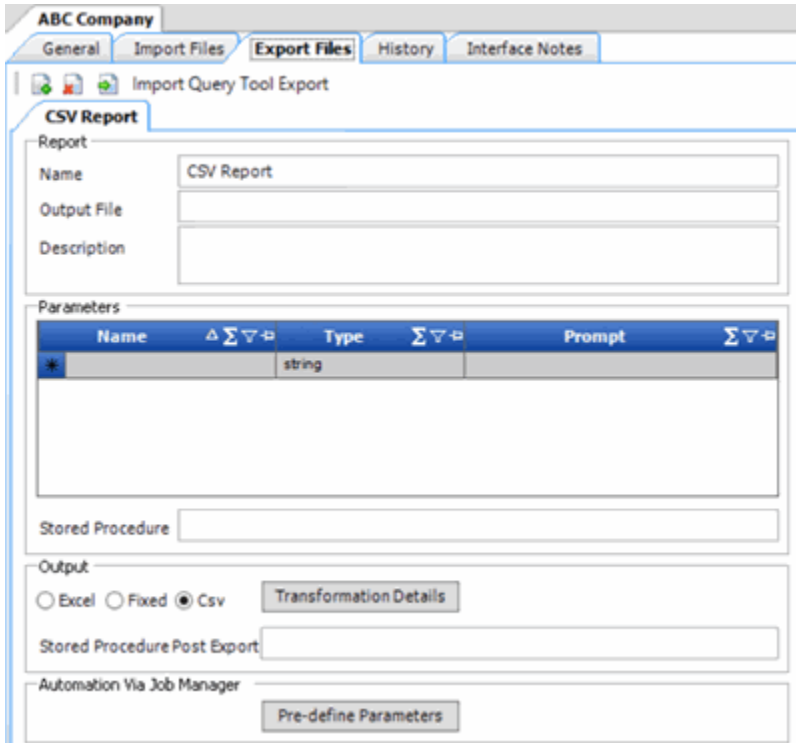 ABC Company
General Import Files Export Files History Interface Notes
Import Query Tool Export
CSV Report
Report
Name CSV Report
Output File
Description
Parameters
Name Type Prompt
string
Stored Procedure
Output
Excel Fixed Csv Transformation Details
Stored Procedure Post Export
Automation Via Job Manager
Pre-define Parameters